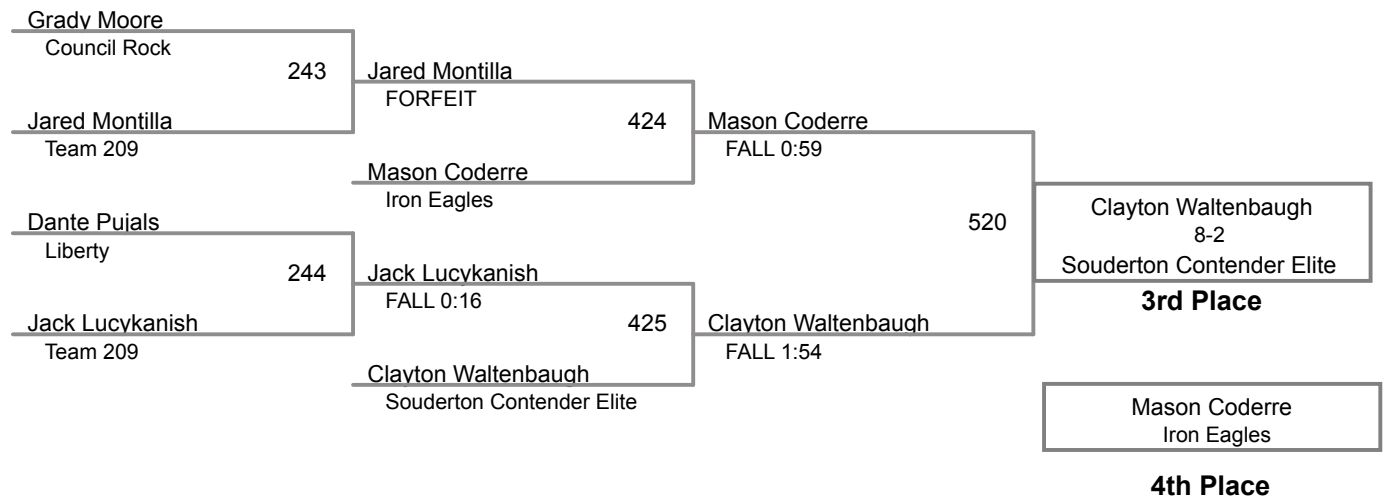 Grady Moore
Council Rock
243
Jared Montilla
FORFEIT
Jared Montilla
Team 209
424
Mason Coderre
FALL 0:59
Mason Coderre
Iron Eagles
Dante Pujals
Liberty
520
Clayton Waltenbaugh
8-2
Souderton Contender Elite
3rd Place
244
Jack Lucykanish
FALL 0:16
Jack Lucykanish
Team 209
425
Clayton Waltenbaugh
FALL 1:54
Clayton Waltenbaugh
Souderton Contender Elite
Mason Coderre
Iron Eagles
4th Place